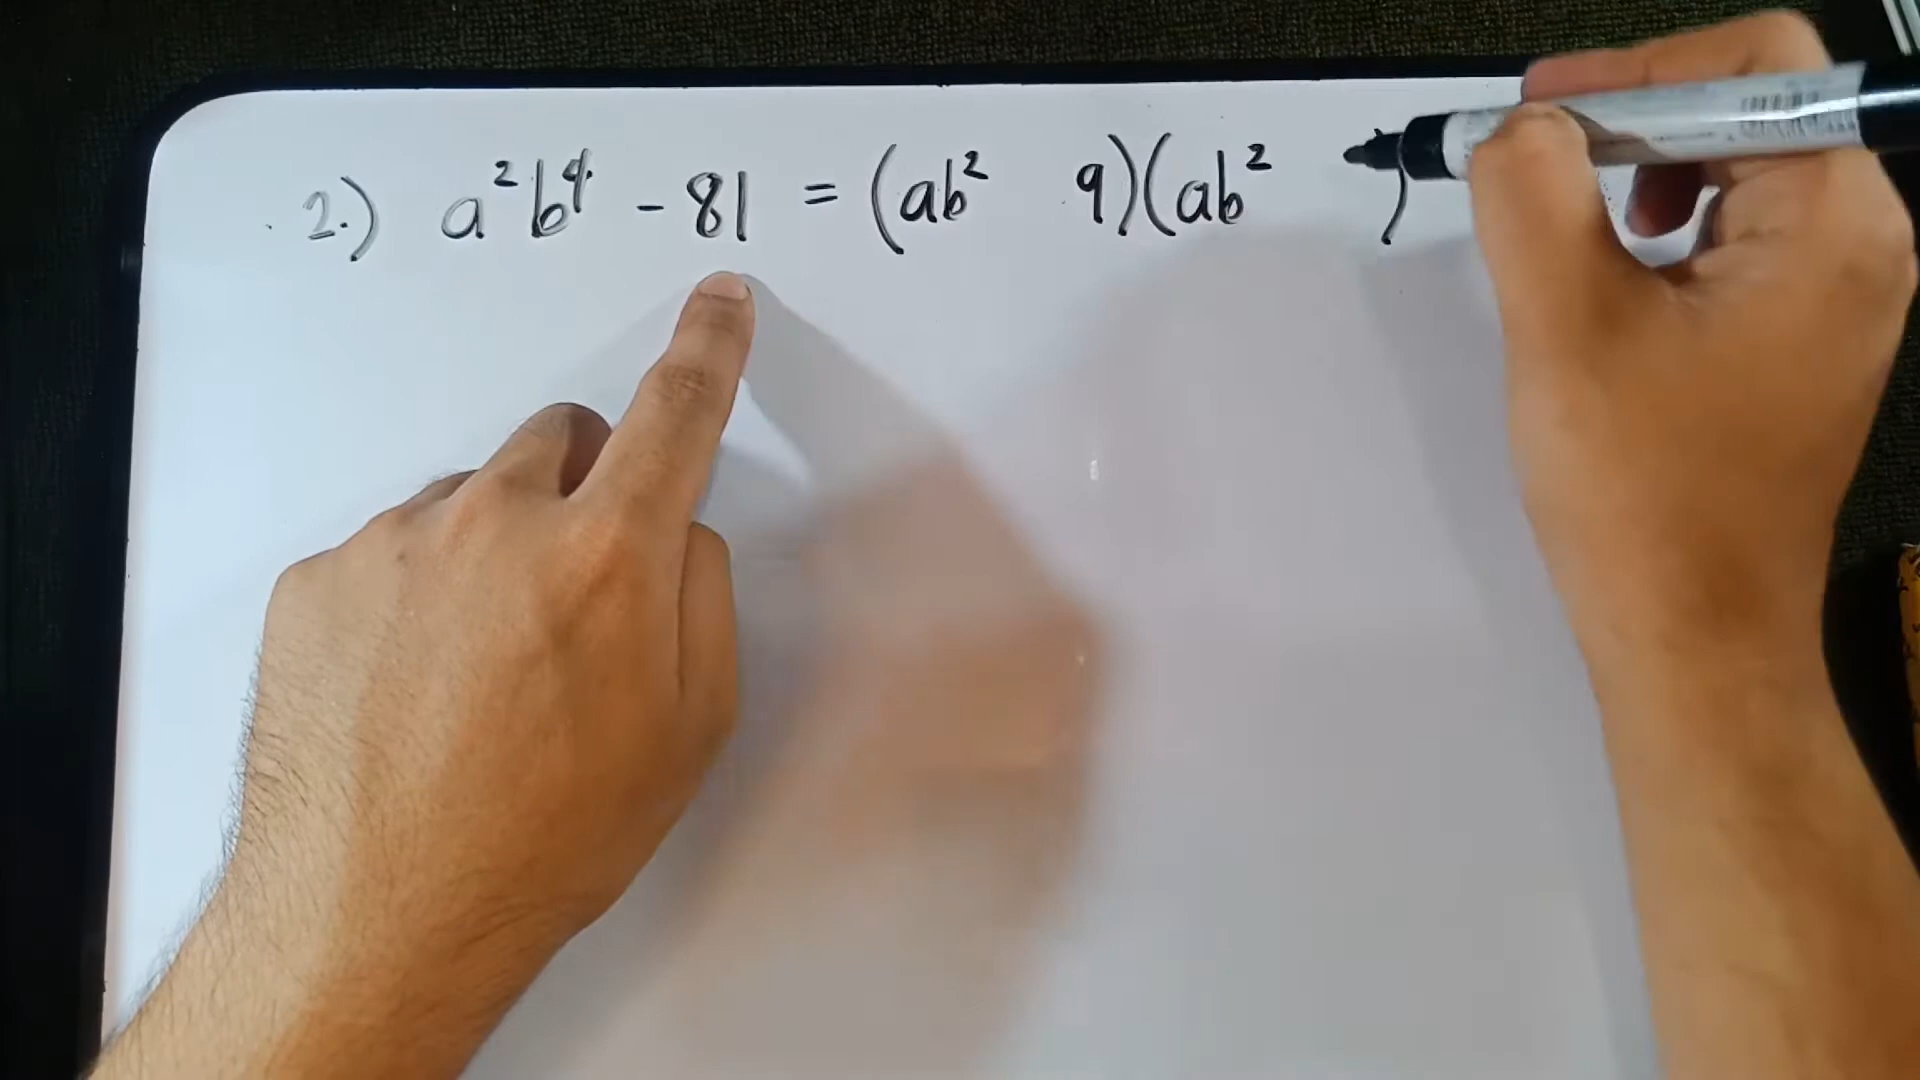 2.) a²b⁴ - 81 = (ab² 9)(ab² )